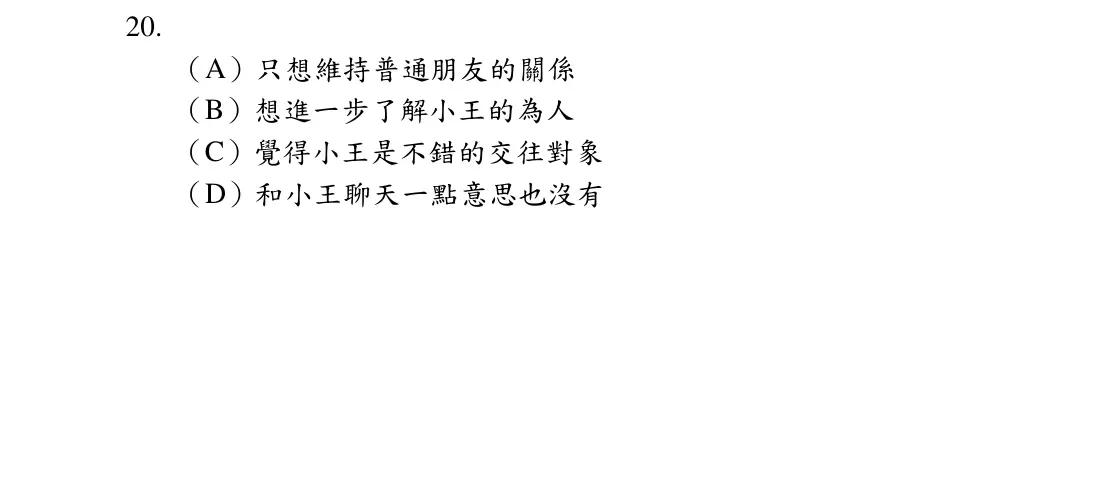 20.
（A）只想維持普通朋友的關係
（B）想進一步了解小王的為人
（C）覺得小王是不錯的交往對象
（D）和小王聊天一點意思也沒有